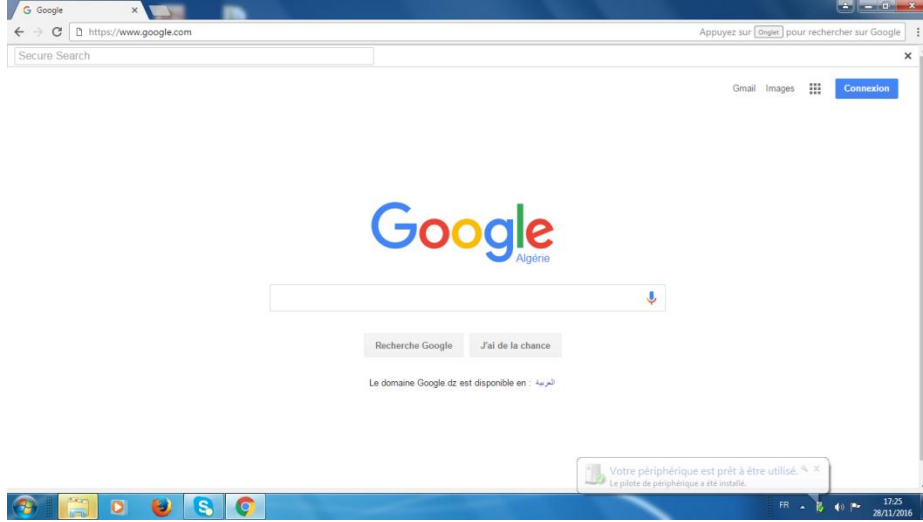 Google
https://www.google.com
Appuyez sur Onglet pour rechercher sur Google
Secure Search
Gmail Images Connexion
Google
Algérie
Recherche Google J'ai de la chance
Le domaine Google.dz est disponible en : العربية
Votre périphérique est prêt à être utilisé.
Le pilote de périphérique a été installé.
FR 17:25
28/11/2016